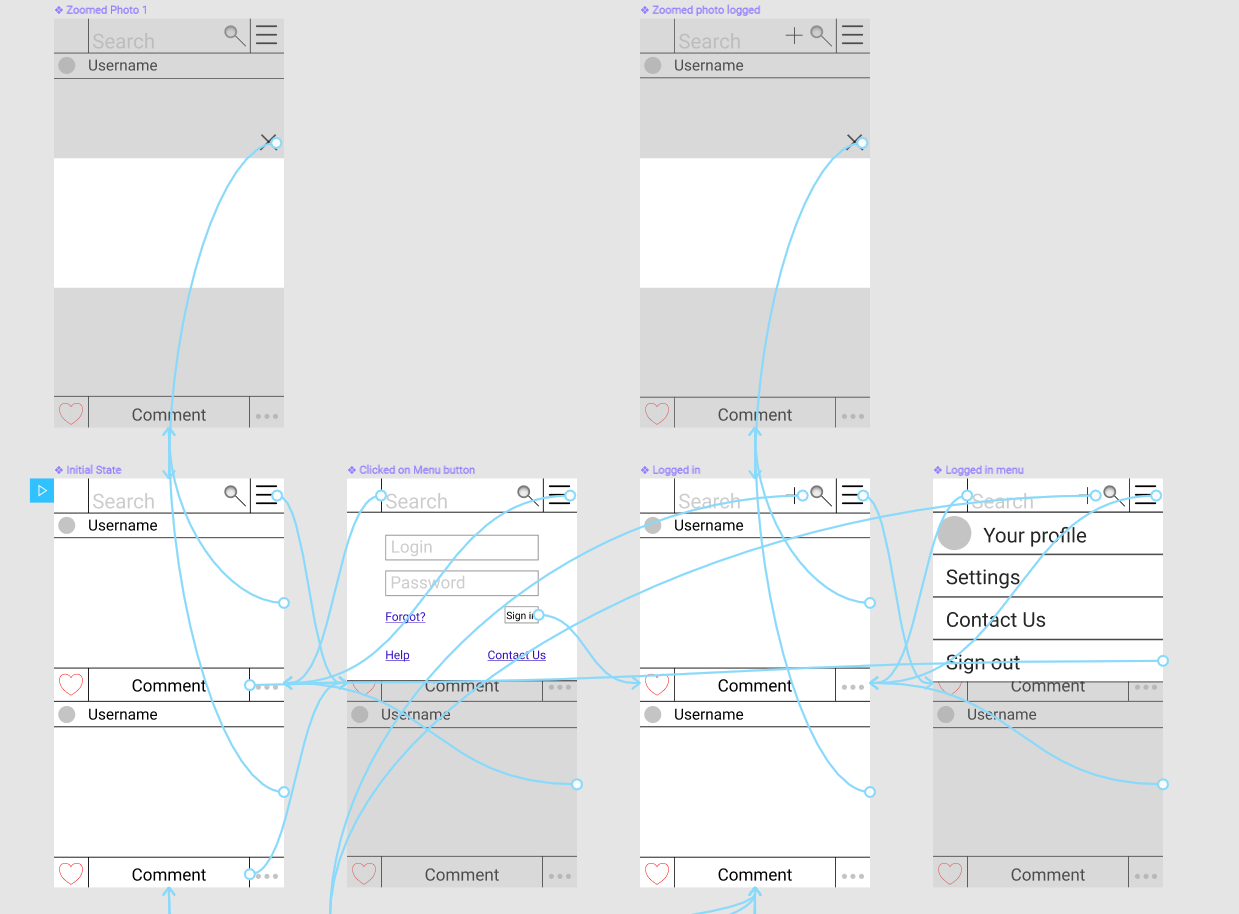 Zoomed Photo 1
Search
Username
Comment
Zoomed photo logged
Search
Username
Comment
Initial State
Search
Username
Comment
Username
Comment
Clicked on Menu button
Search
Login
Password
Forgot?
Sign in
Help
Contact Us
Comment
Username
Comment
Logged in
Search
Username
Comment
Username
Comment
Logged in menu
Search
Your profile
Settings
Contact Us
Sign out
Comment
Username
Comment